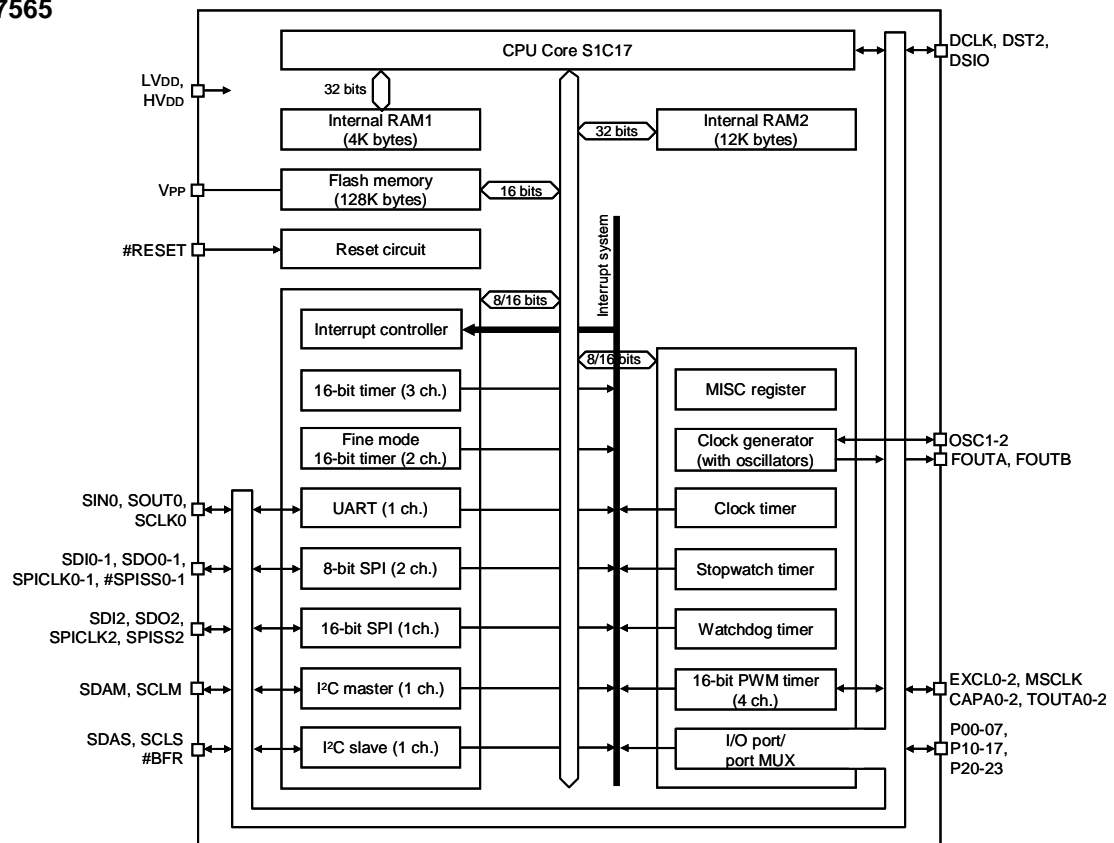 7565
CPU Core S1C17
DCLK, DST2,
DSIO
LVDD,
HVDD
32 bits
Internal RAM1
(4K bytes)
32 bits
Internal RAM2
(12K bytes)
VPP
Flash memory
(128K bytes)
16 bits
#RESET
Reset circuit
Interrupt system
8/16 bits
Interrupt controller
8/16 bits
16-bit timer (3 ch.)
MISC register
Fine mode
16-bit timer (2 ch.)
Clock generator
(with oscillators)
OSC1-2
FOUTA, FOUTB
SIN0, SOUT0,
SCLK0
UART (1 ch.)
Clock timer
SDI0-1, SDO0-1,
SPICLK0-1, #SPISS0-1
8-bit SPI (2 ch.)
Stopwatch timer
SDI2, SDO2,
SPICLK2, SPISS2
16-bit SPI (1ch.)
Watchdog timer
SDAM, SCLM
I²C master (1 ch.)
16-bit PWM timer
(4 ch.)
EXCL0-2, MSCLK
CAPA0-2, TOUTA0-2
SDAS, SCLS
#BFR
I²C slave (1 ch.)
I/O port/
port MUX
P00-07,
P10-17,
P20-23